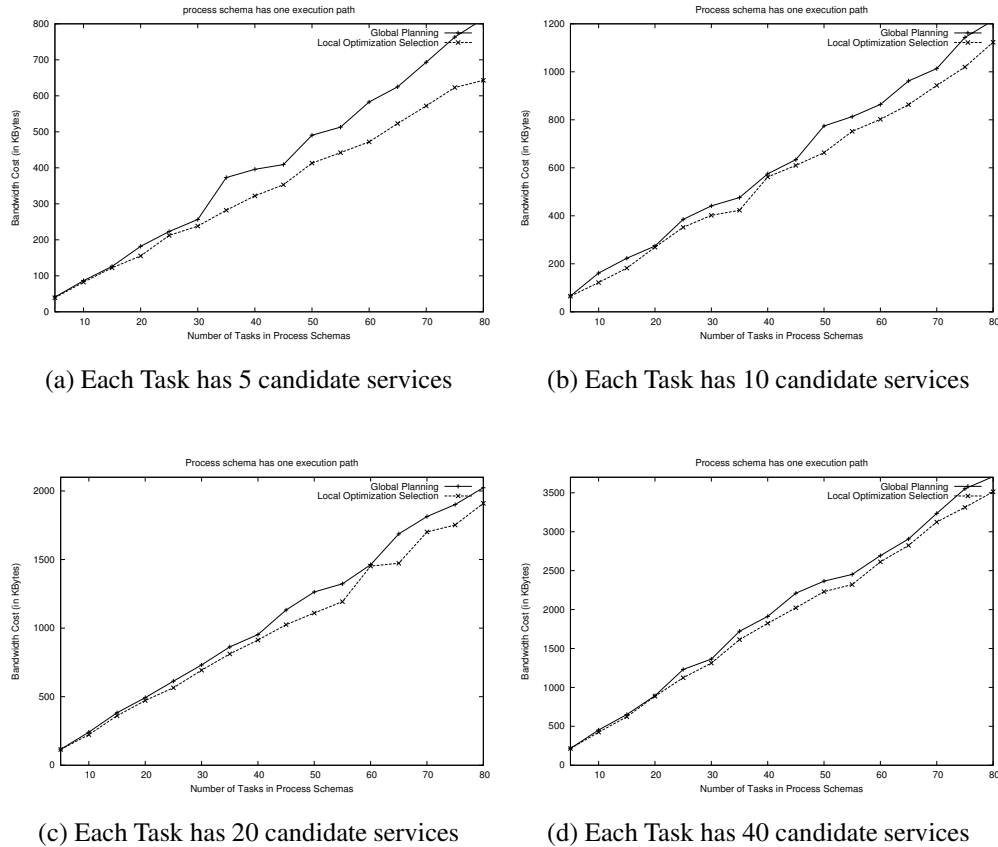 process schema has one execution path
800
700
600
500
400
300
200
100
0
Bandwidth Cost (in KBytes)
Global Planning
Local Optimization Selection
10 20 30 40 50 60 70 80
Number of Tasks in Process Schemas
(a) Each Task has 5 candidate services
Process schema has one execution path
1200
1000
800
600
400
200
0
Bandwidth Cost (in KBytes)
Global Planning
Local Optimization Selection
10 20 30 40 50 60 70 80
Number of Tasks in Process Schemas
(b) Each Task has 10 candidate services
Process schema has one execution path
2000
1500
1000
500
0
Bandwidth Cost (in KBytes)
Global Planning
Local Optimization Selection
10 20 30 40 50 60 70 80
Number of Tasks in Process Schemas
(c) Each Task has 20 candidate services
Process schema has one execution path
3500
3000
2500
2000
1500
1000
500
0
Bandwidth Cost (in KBytes)
Global Planning
Local Optimization Selection
10 20 30 40 50 60 70 80
Number of Tasks in Process Schemas
(d) Each Task has 40 candidate services